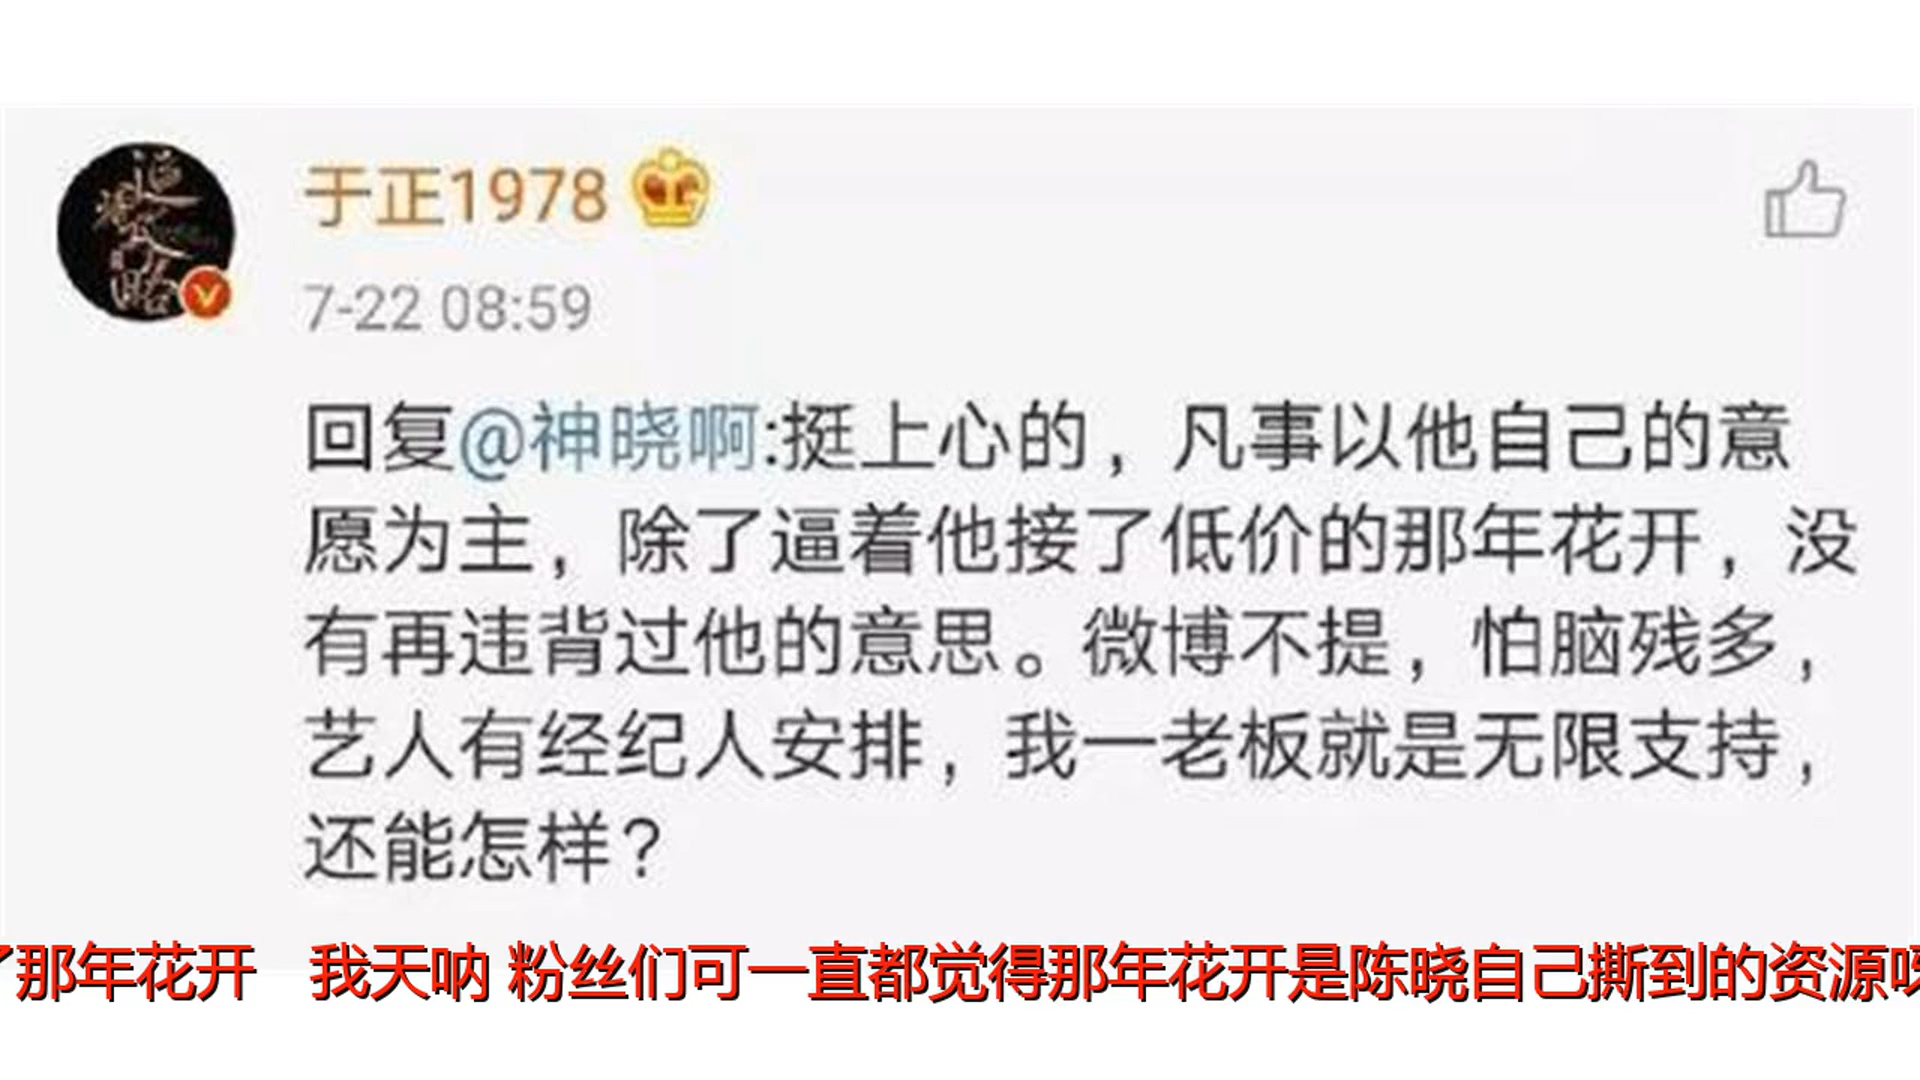 于正1978
7-22 08:59
回复@神晓啊:挺上心的，凡事以他自己的意
愿为主，除了逼着他接了低价的那年花开，没
有再违背过他的意思。微博不提，怕脑残多，
艺人有经纪人安排，我一老板就是无限支持，
还能怎样？
了那年花开 我天呐 粉丝们可一直都觉得那年花开是陈晓自己撕到的资源呀